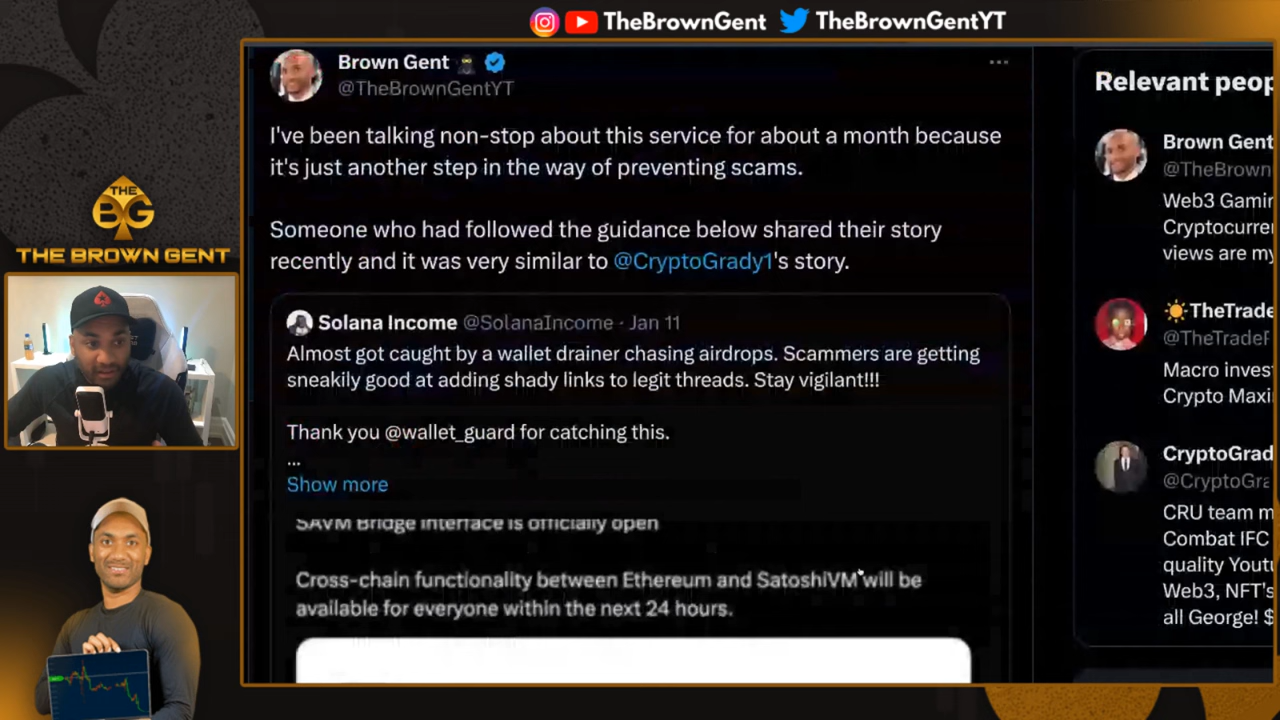 TheBrownGent TheBrownGentYT
THE
BG
THE BROWN GENT
Brown Gent
@TheBrownGentYT
I've been talking non-stop about this service for about a month because
it's just another step in the way of preventing scams.
Someone who had followed the guidance below shared their story
recently and it was very similar to @CryptoGrady1's story.
Solana Income @SolanaIncome · Jan 11
Almost got caught by a wallet drainer chasing airdrops. Scammers are getting
sneakily good at adding shady links to legit threads. Stay vigilant!!!
Thank you @wallet_guard for catching this.
...
Show more
SAVM Bridge interface is officially open
Cross-chain functionality between Ethereum and SatoshiVM will be
available for everyone within the next 24 hours.
Relevant peop
Brown Gent
@TheBrown
Web3 Gamin
Cryptocurre
views are my
TheTrade
@TheTradeF
Macro invest
Crypto Maxi
CryptoGrad
@CryptoGra
CRU team m
Combat IFC
quality Youtu
Web3, NFT's
all George! $